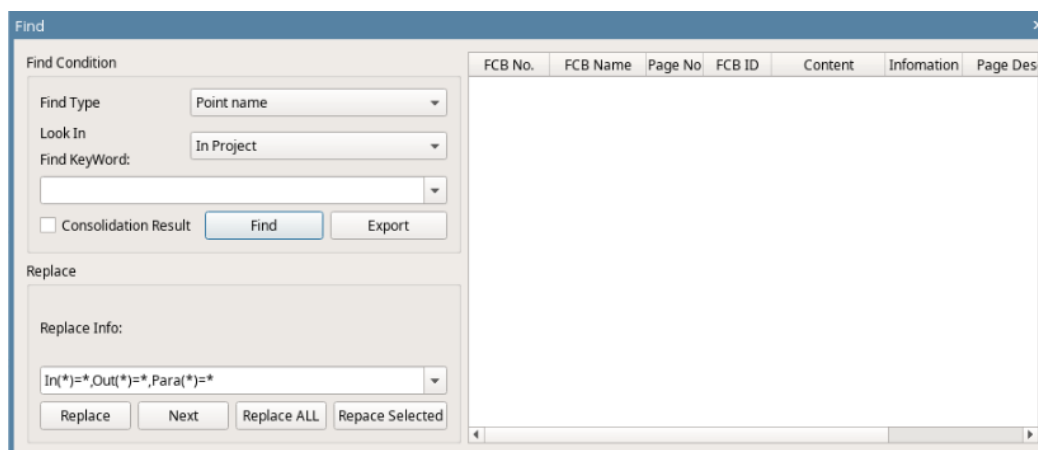 Find
Find Condition
Find Type
Point name
Look In
In Project
Find KeyWord:
Consolidation Result
Find
Export
Replace
Replace Info:
In(*)=*,Out(*)=*,Para(*)=*
Replace
Next
Replace ALL
Repace Selected
FCB No.
FCB Name
Page No
FCB ID
Content
Infomation
Page Des